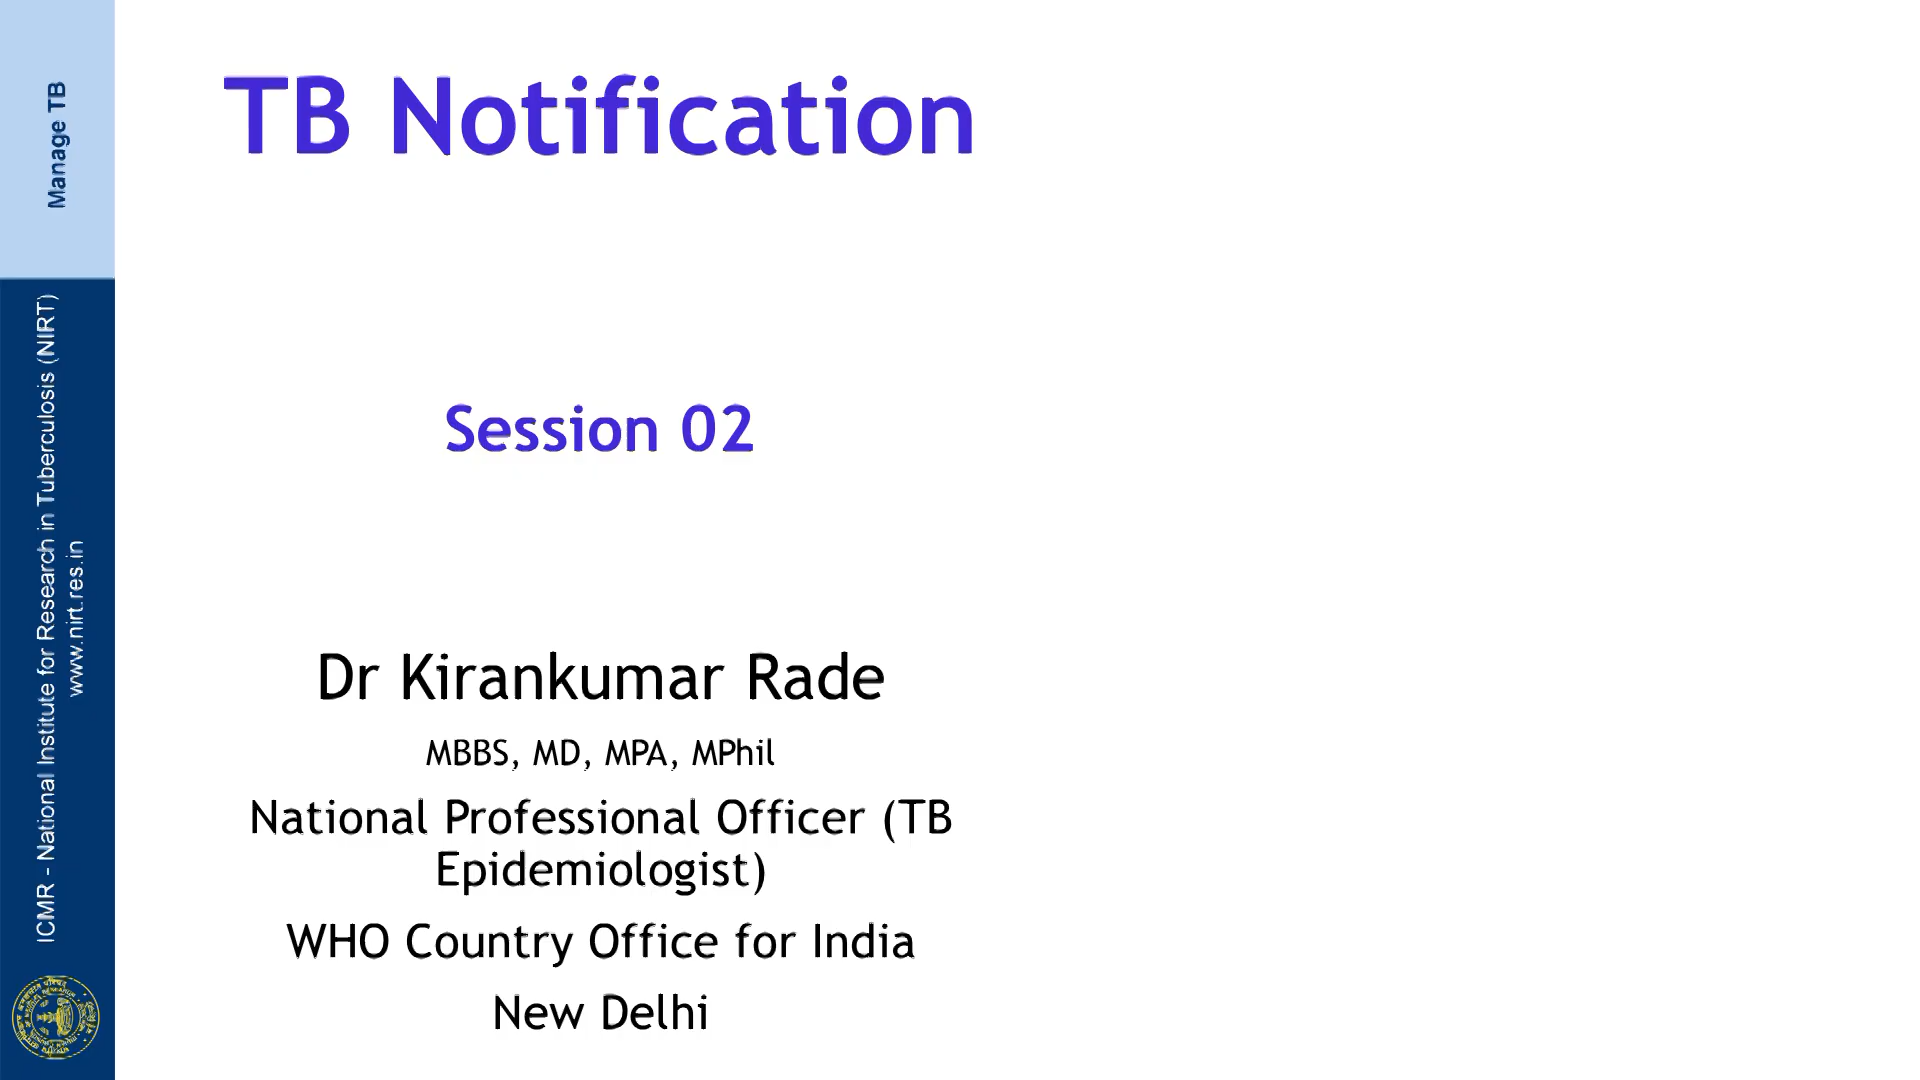 Manage TB
ICMR - National Institute for Research in Tuberculosis (NIRT)
www.nirt.res.in
TB Notification
Session 02
Dr Kirankumar Rade
MBBS, MD, MPA, MPhil
National Professional Officer (TB
Epidemiologist)
WHO Country Office for India
New Delhi